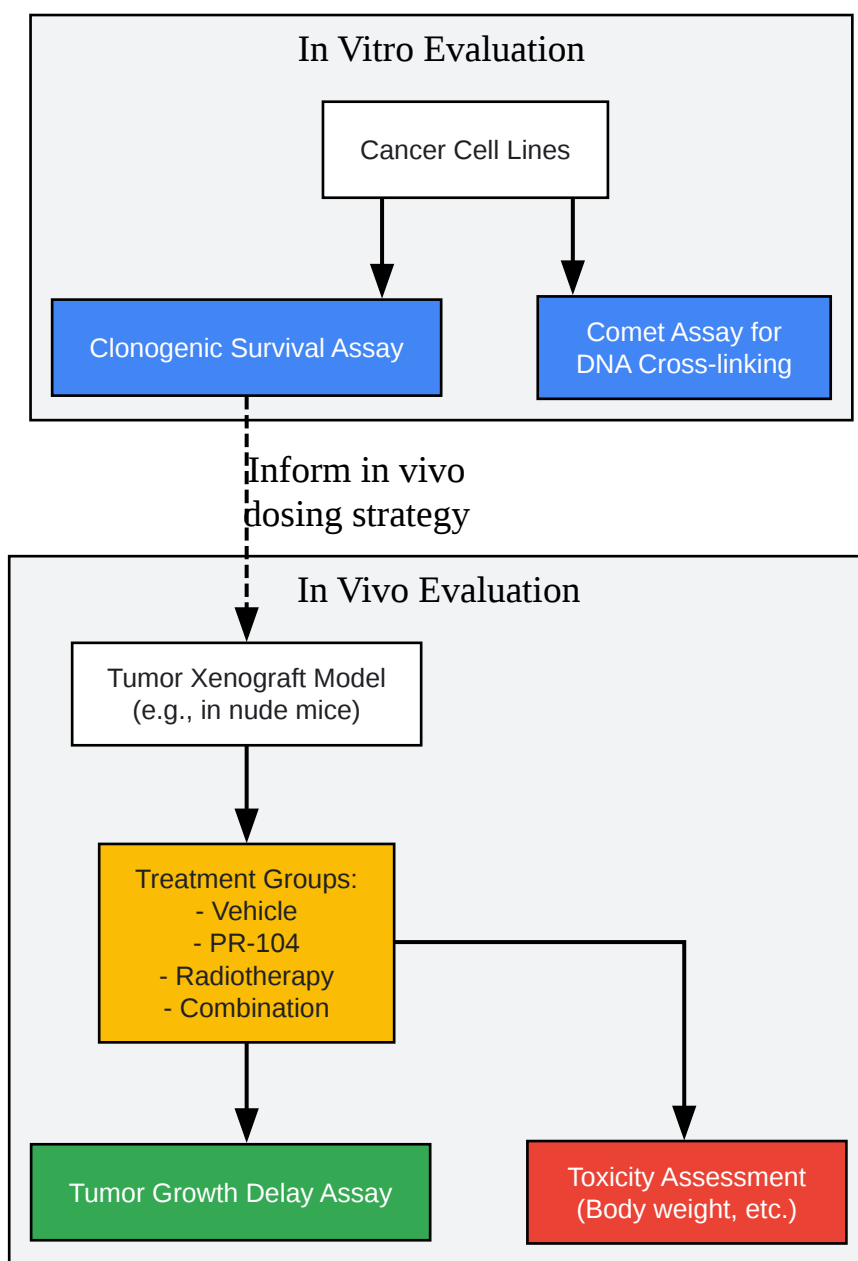 In Vitro Evaluation
Cancer Cell Lines
Clonogenic Survival Assay
Comet Assay for
DNA Cross-linking
Inform in vivo
dosing strategy
In Vivo Evaluation
Tumor Xenograft Model
(e.g., in nude mice)
Treatment Groups:
- Vehicle
- PR-104
- Radiotherapy
- Combination
Tumor Growth Delay Assay
Toxicity Assessment
(Body weight, etc.)